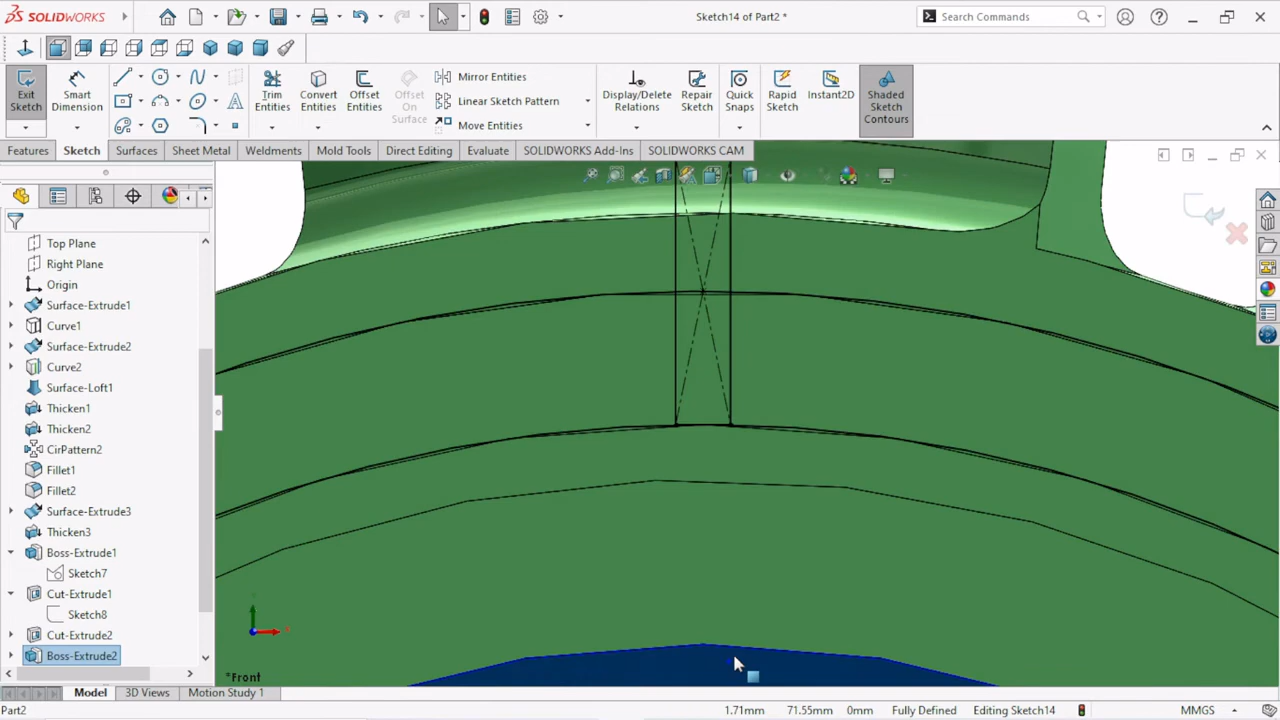 SOLIDWORKS
Sketch14 of Part2 *
Search Commands
Exit Sketch
Smart Dimension
Trim Entities
Convert Entities
Offset Entities
Offset On Surface
Mirror Entities
Linear Sketch Pattern
Move Entities
Display/Delete Relations
Repair Sketch
Quick Snaps
Rapid Sketch
Instant2D
Shaded Sketch Contours
Features
Sketch
Surfaces
Sheet Metal
Weldments
Mold Tools
Direct Editing
Evaluate
SOLIDWORKS Add-Ins
SOLIDWORKS CAM
Top Plane
Right Plane
Origin
Surface-Extrude1
Curve1
Surface-Extrude2
Curve2
Surface-Loft1
Thicken1
Thicken2
CirPattern2
Fillet1
Fillet2
Surface-Extrude3
Thicken3
Boss-Extrude1
Sketch7
Cut-Extrude1
Sketch8
Cut-Extrude2
Boss-Extrude2
*Front
Model
3D Views
Motion Study 1
Part2
1.71mm
71.55mm
0mm
Fully Defined
Editing Sketch14
MMGS